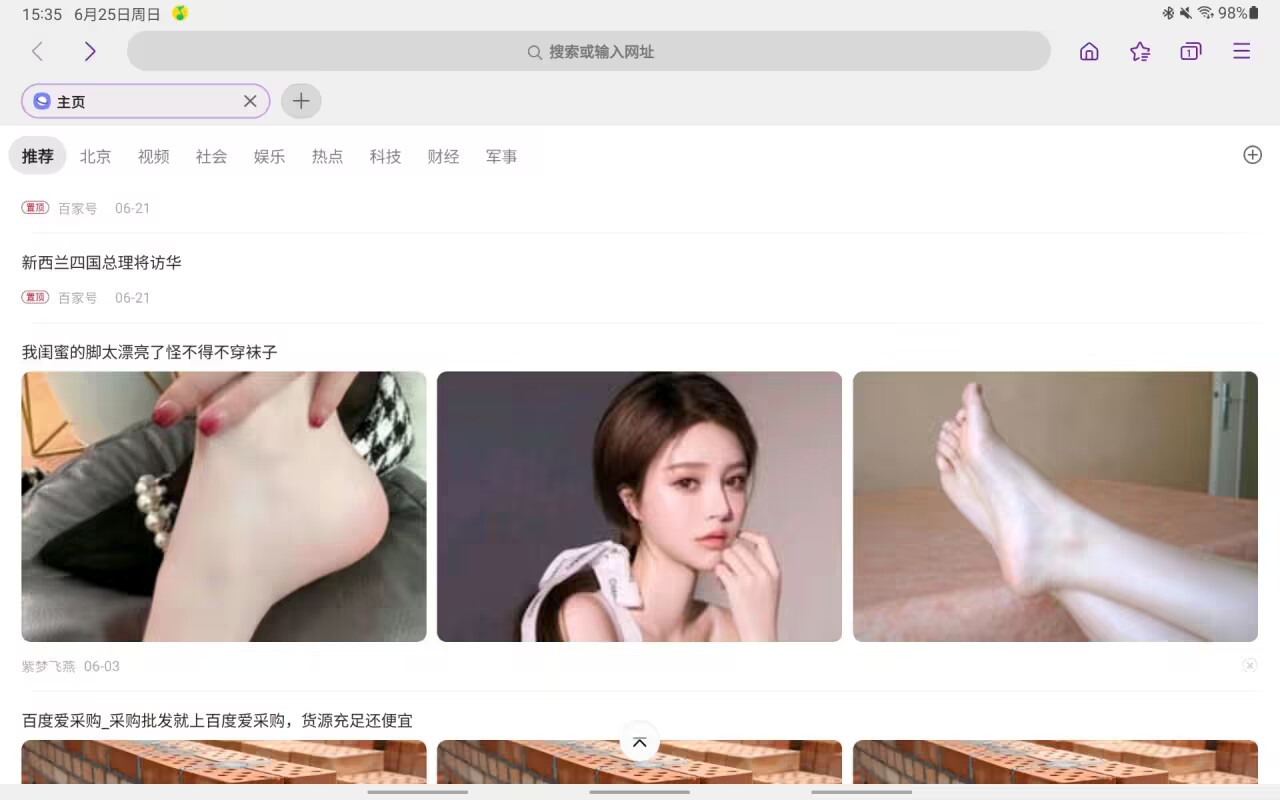 15:35 6月25日周日
98%
搜索或输入网址
1
主页
推荐 北京 视频 社会 娱乐 热点 科技 财经 军事
置顶 百家号 06-21
新西兰四国总理将访华
置顶 百家号 06-21
我闺蜜的脚太漂亮了怪不得不穿袜子
紫梦飞燕 06-03
百度爱采购_采购批发就上百度爱采购，货源充足还便宜